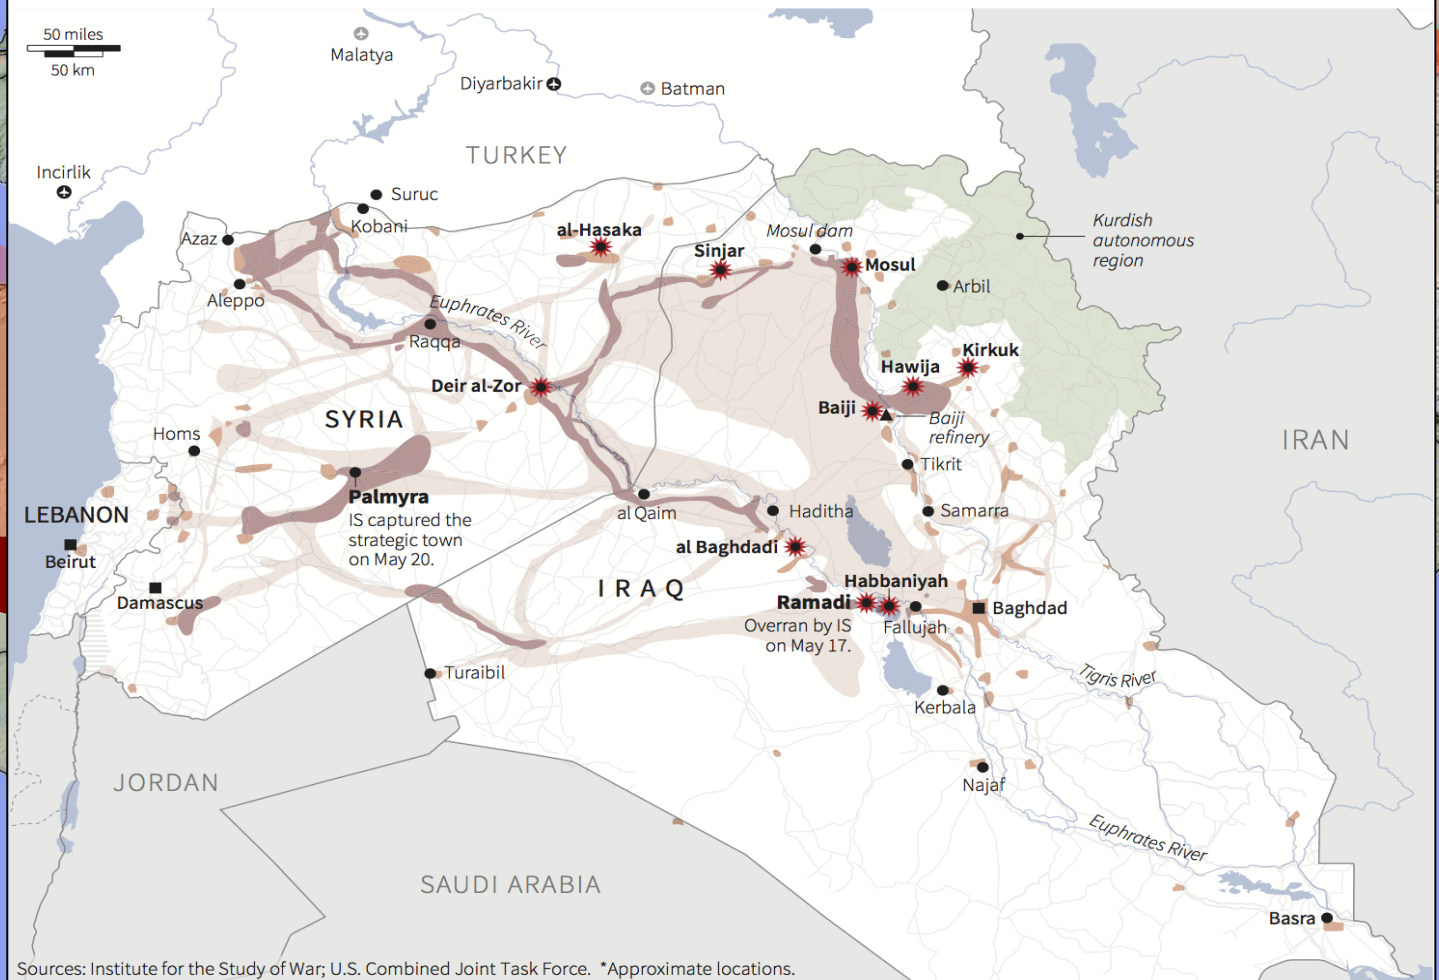 50 miles
50 km
Malatya
Diyarbakir
Batman
TURKEY
Incirlik
Suruc
Kobani
Azaz
al-Hasaka
Sinjar
Mosul dam
Mosul
Kurdish
autonomous
region
Arbil
Aleppo
Euphrates River
Raqqa
Deir al-Zor
Kirkuk
Hawija
Baiji
Baiji
refinery
SYRIA
Homs
IRAN
Tikrit
Palmyra
IS captured the
strategic town
on May 20.
LEBANON
Beirut
al Qaim
Haditha
Samarra
al Baghdadi
IRAQ
Damascus
Habbaniyah
Ramadi
Overran by IS
on May 17.
Fallujah
Baghdad
Turaibil
Tigris River
Kerbala
JORDAN
Najaf
Euphrates River
SAUDI ARABIA
Basra
Sources: Institute for the Study of War; U.S. Combined Joint Task Force. *Approximate locations.